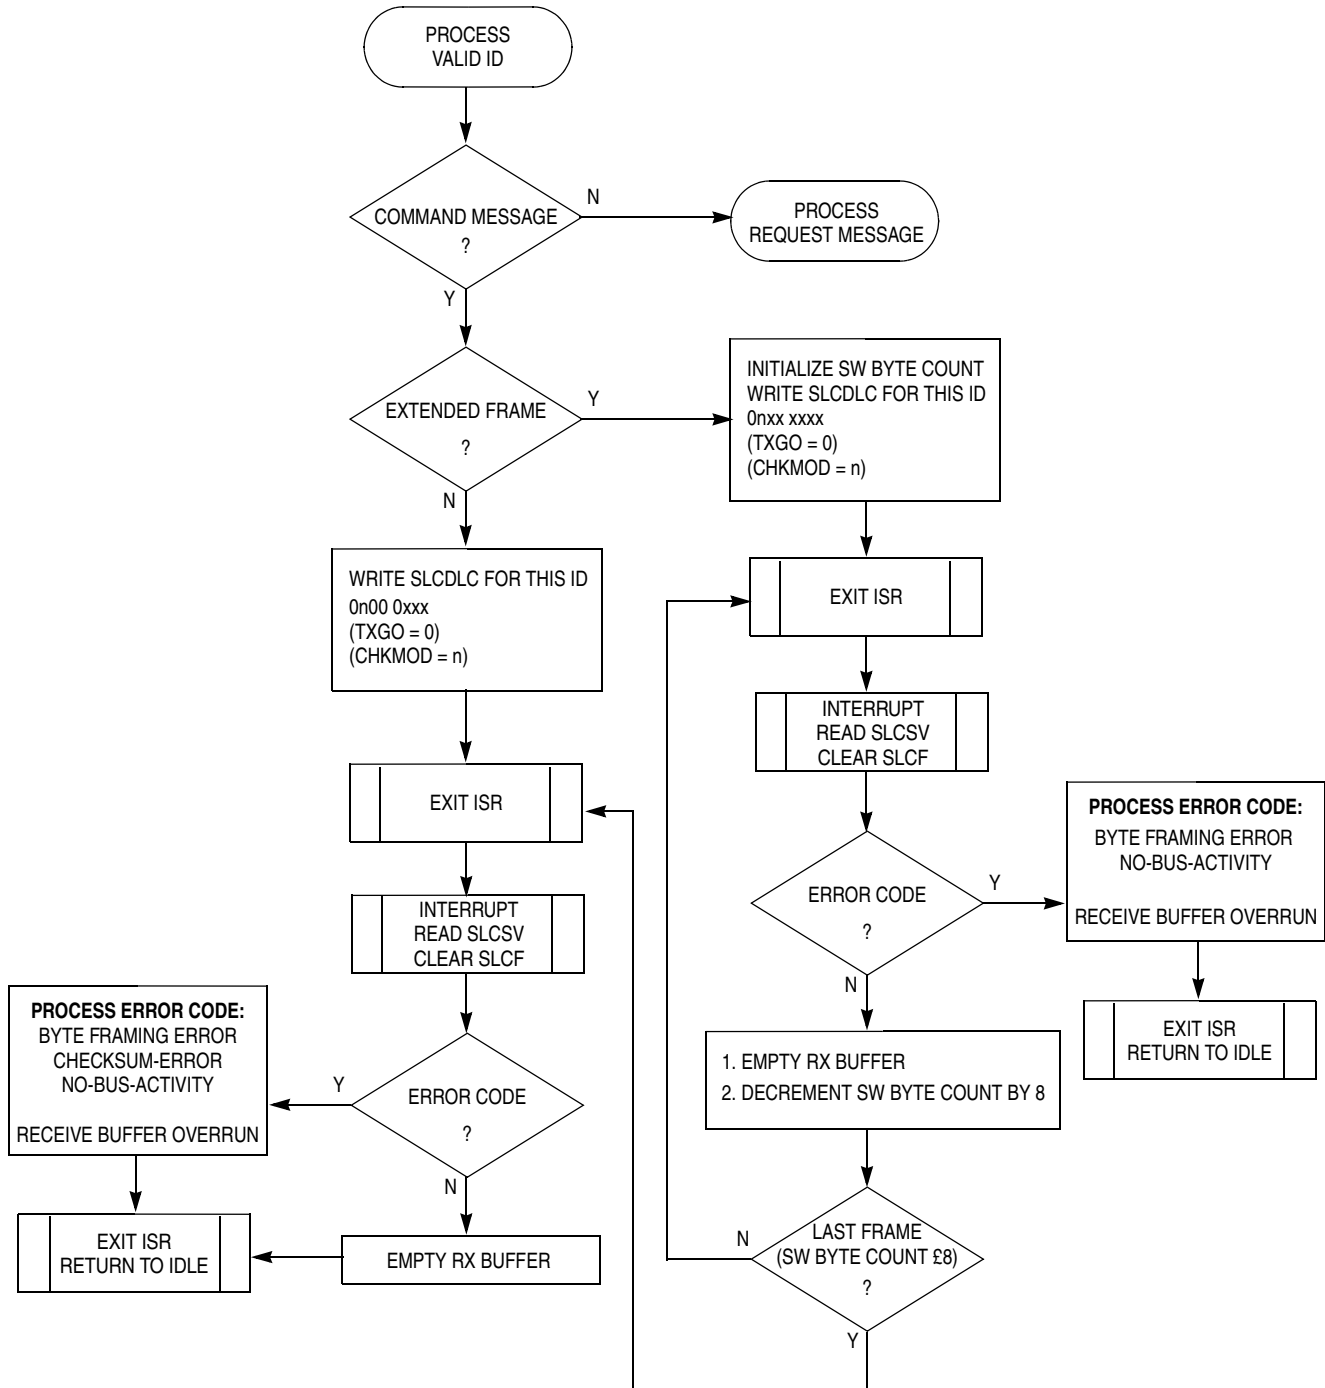 PROCESS
VALID ID
COMMAND MESSAGE
?
N
PROCESS
REQUEST MESSAGE
Y
EXTENDED FRAME
?
Y
INITIALIZE SW BYTE COUNT
WRITE SLCDLC FOR THIS ID
0nxx xxxx
(TXGO = 0)
(CHKMOD = n)
N
WRITE SLCDLC FOR THIS ID
0n00 0xxx
(TXGO = 0)
(CHKMOD = n)
EXIT ISR
INTERRUPT
READ SLCSV
CLEAR SLCF
ERROR CODE
?
Y
PROCESS ERROR CODE:
BYTE FRAMING ERROR
NO-BUS-ACTIVITY
RECEIVE BUFFER OVERRUN
EXIT ISR
RETURN TO IDLE
N
1. EMPTY RX BUFFER
2. DECREMENT SW BYTE COUNT BY 8
LAST FRAME
(SW BYTE COUNT £8)
?
N
Y
EXIT ISR
INTERRUPT
READ SLCSV
CLEAR SLCF
ERROR CODE
?
Y
PROCESS ERROR CODE:
BYTE FRAMING ERROR
CHECKSUM-ERROR
NO-BUS-ACTIVITY
RECEIVE BUFFER OVERRUN
N
EMPTY RX BUFFER
EXIT ISR
RETURN TO IDLE